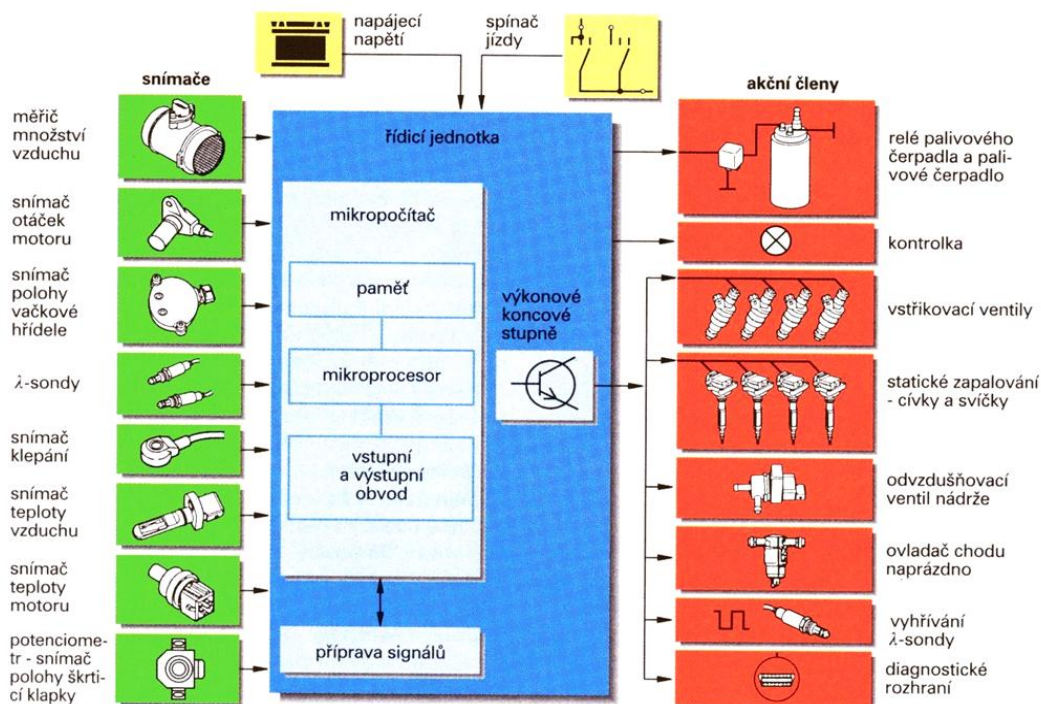 napájecí
napětí
spínač
jízdy
snímače
akční členy
měřič
množství
vzduchu
řídicí jednotka
relé palivového
čerpadla a pali-
vové čerpadlo
snímač
otáček
motoru
mikropočítač
kontrolka
snímač
polohy
vačkové
hřídele
paměť
výkonové
koncové
stupně
vstřikovací ventily
λ-sondy
mikroprocesor
statické zapalování
- cívky a svíčky
snímač
klepání
vstupní
a výstupní
obvod
odvzdušňovací
ventil nádrže
snímač
teploty
vzduchu
ovladač chodu
naprázdno
snímač
teploty
motoru
vyhřívání
λ-sondy
potenciome-
tr - snímač
polohy škrti-
cí klapky
příprava signálů
diagnostické
rozhraní